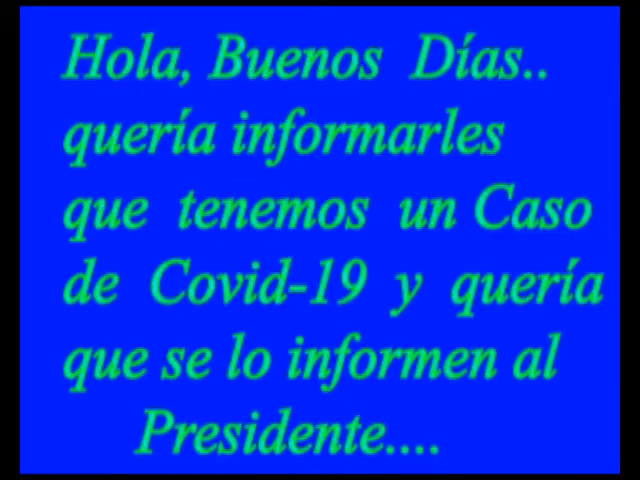 Hola, Buenos Días..
quería informarles
que tenemos un Caso
de Covid-19 y quería
que se lo informen al
Presidente....